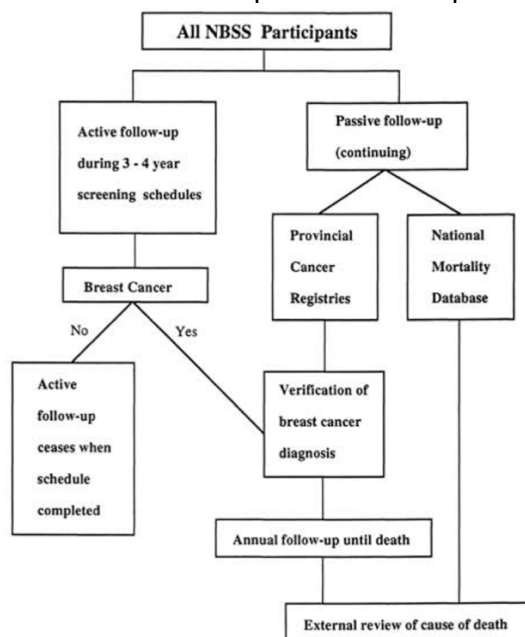 All NBSS Participants
Active follow-up
during 3 - 4 year
screening schedules
Passive follow-up
(continuing)
Provincial
Cancer
Registries
National
Mortality
Database
Breast Cancer
No
Yes
Active
follow-up
ceases when
schedule
completed
Verification of
breast cancer
diagnosis
Annual follow-up until death
External review of cause of death